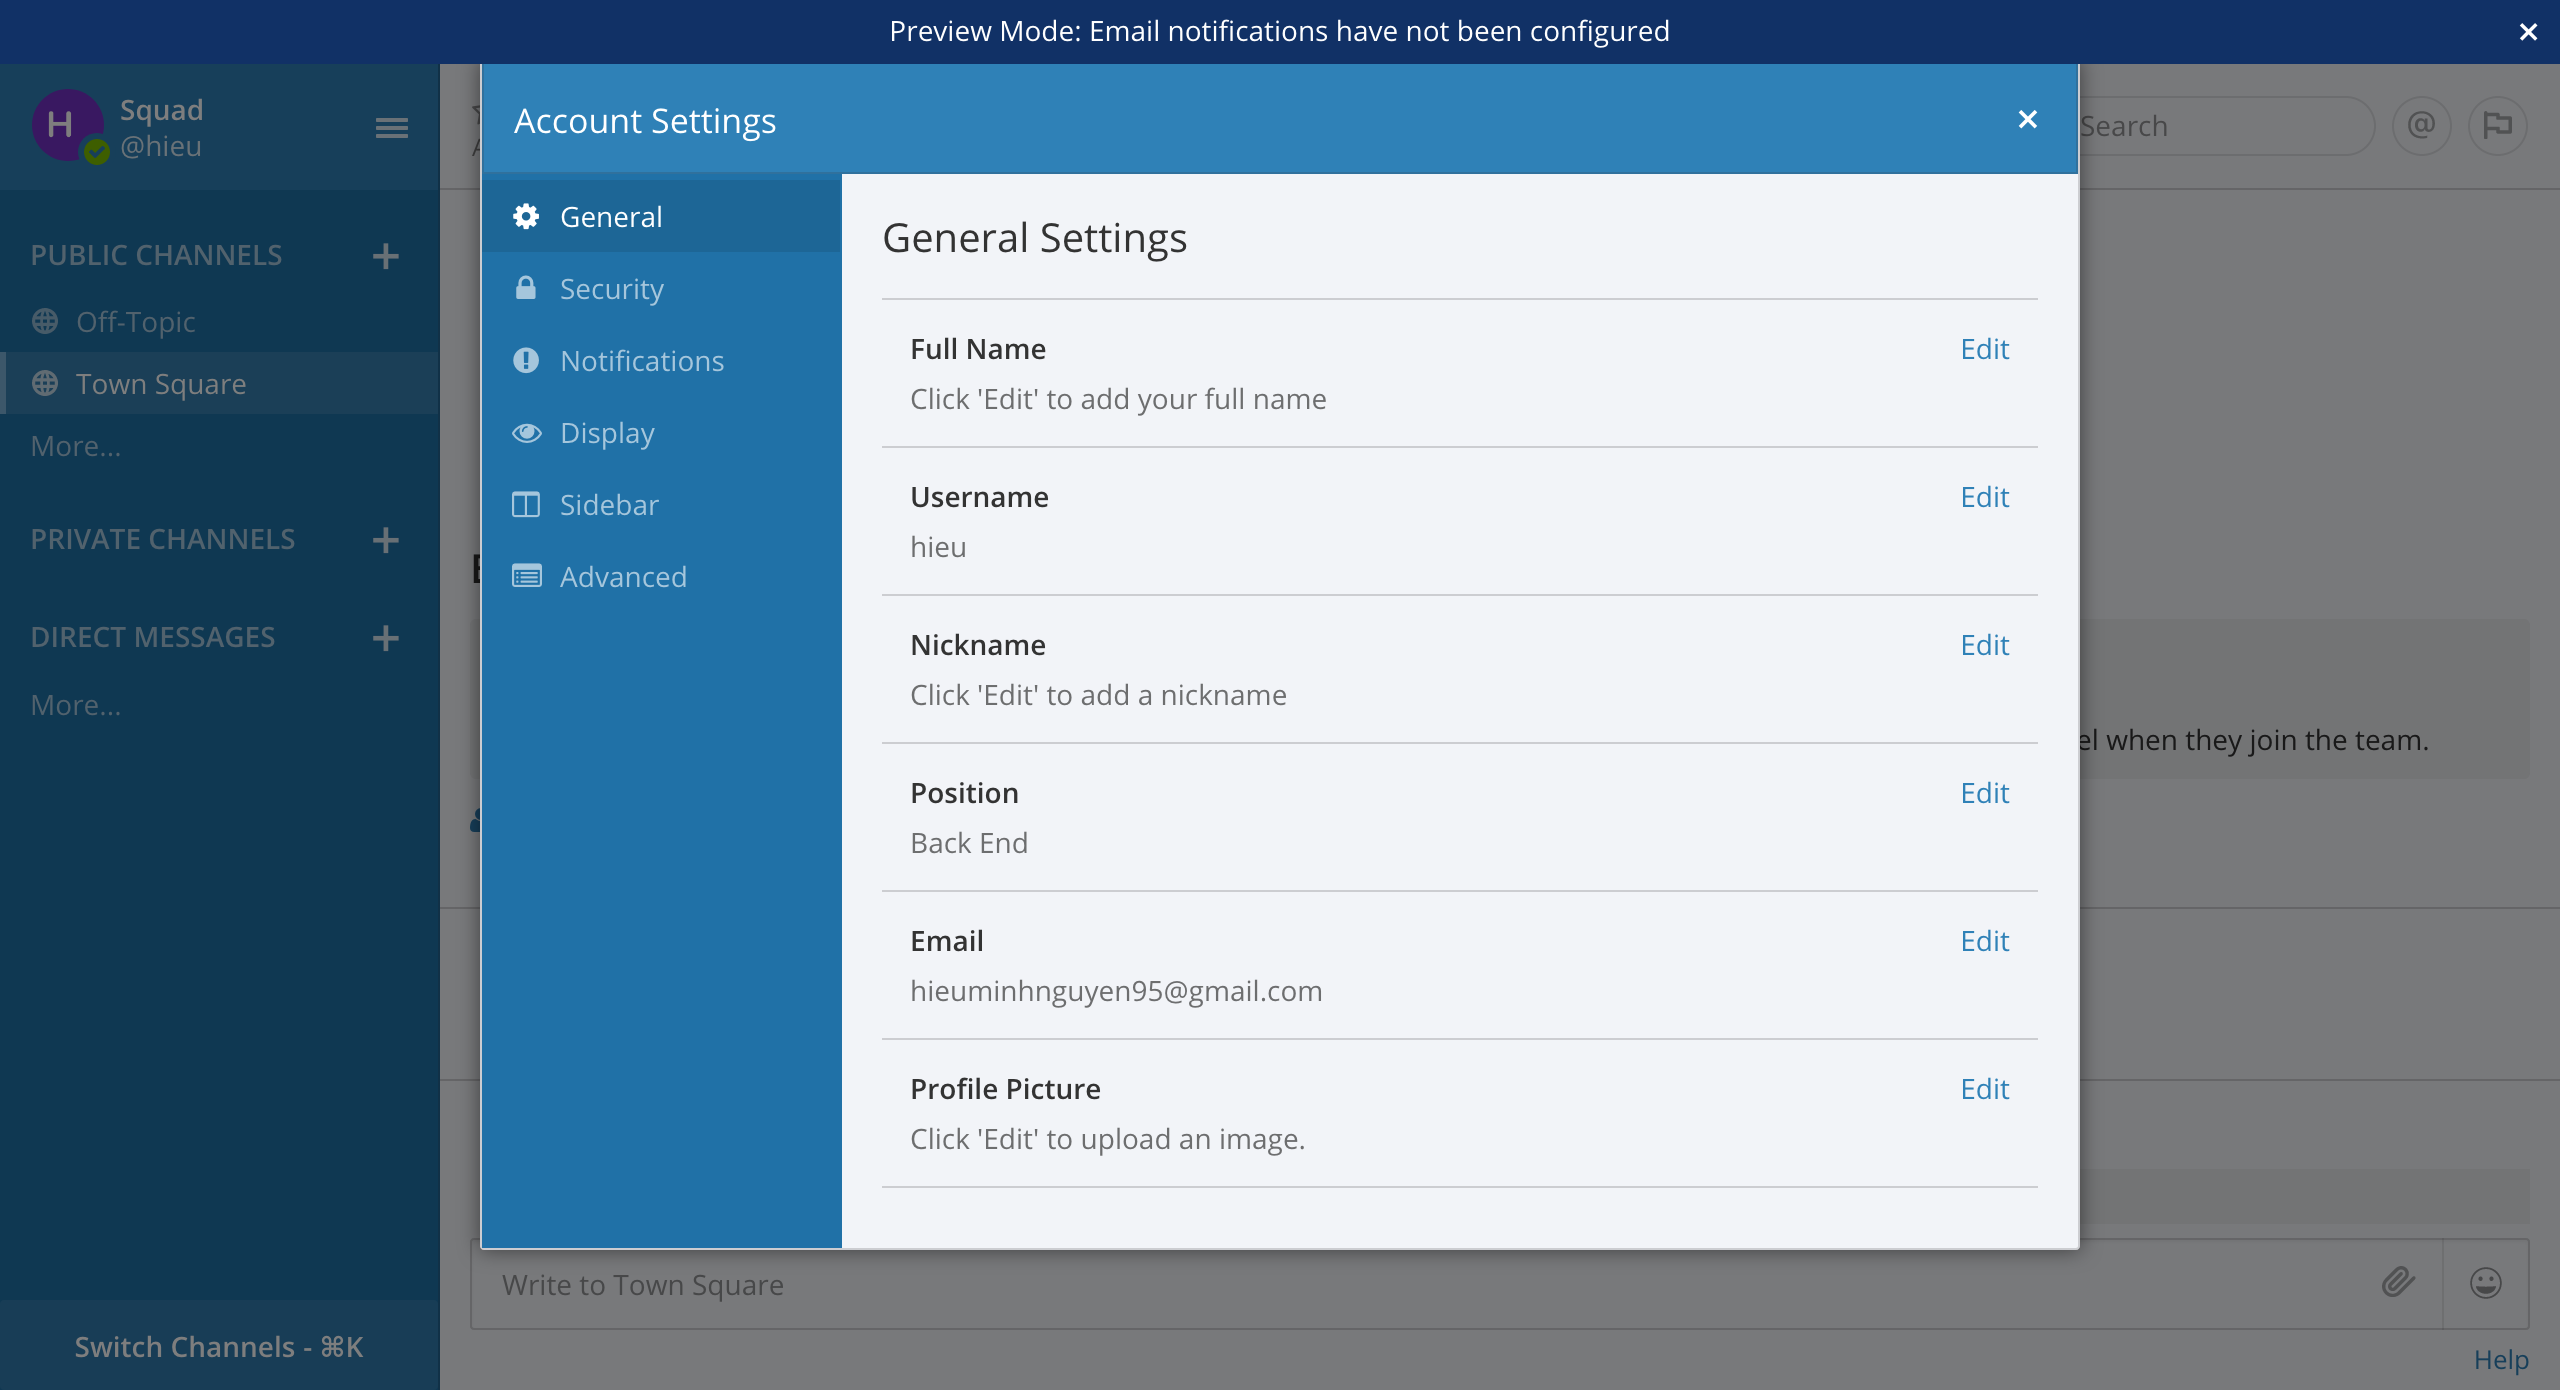 Preview Mode: Email notifications have not been configured
H
Squad
@hieu
PUBLIC CHANNELS
Off-Topic
Town Square
More...
PRIVATE CHANNELS
DIRECT MESSAGES
More...
Switch Channels - ⌘K
Account Settings
General
Security
Notifications
Display
Sidebar
Advanced
General Settings
Full Name Edit
Click 'Edit' to add your full name
Username Edit
hieu
Nickname Edit
Click 'Edit' to add a nickname
Position Edit
Back End
Email Edit
hieuminhnguyen95@gmail.com
Profile Picture Edit
Click 'Edit' to upload an image.
Search
@
when they join the team.
Write to Town Square
Help